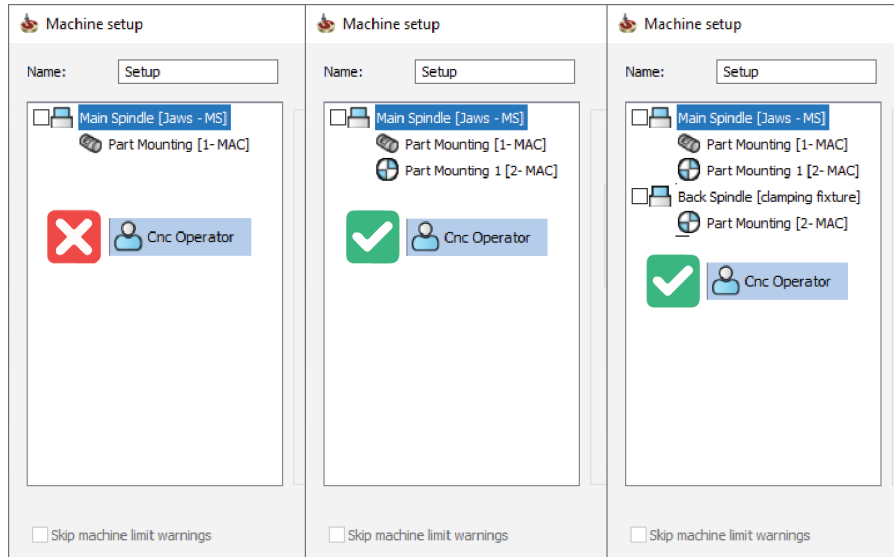 Machine setup
Name: Setup
Main Spindle [Jaws - MS]
Part Mounting [1- MAC]
Cnc Operator
Skip machine limit warnings
Machine setup
Name: Setup
Main Spindle [Jaws - MS]
Part Mounting [1- MAC]
Part Mounting 1 [2- MAC]
Cnc Operator
Skip machine limit warnings
Machine setup
Name: Setup
Main Spindle [Jaws - MS]
Part Mounting [1- MAC]
Part Mounting 1 [2- MAC]
Back Spindle [clamping fixture]
Part Mounting [2- MAC]
Cnc Operator
Skip machine limit warnings